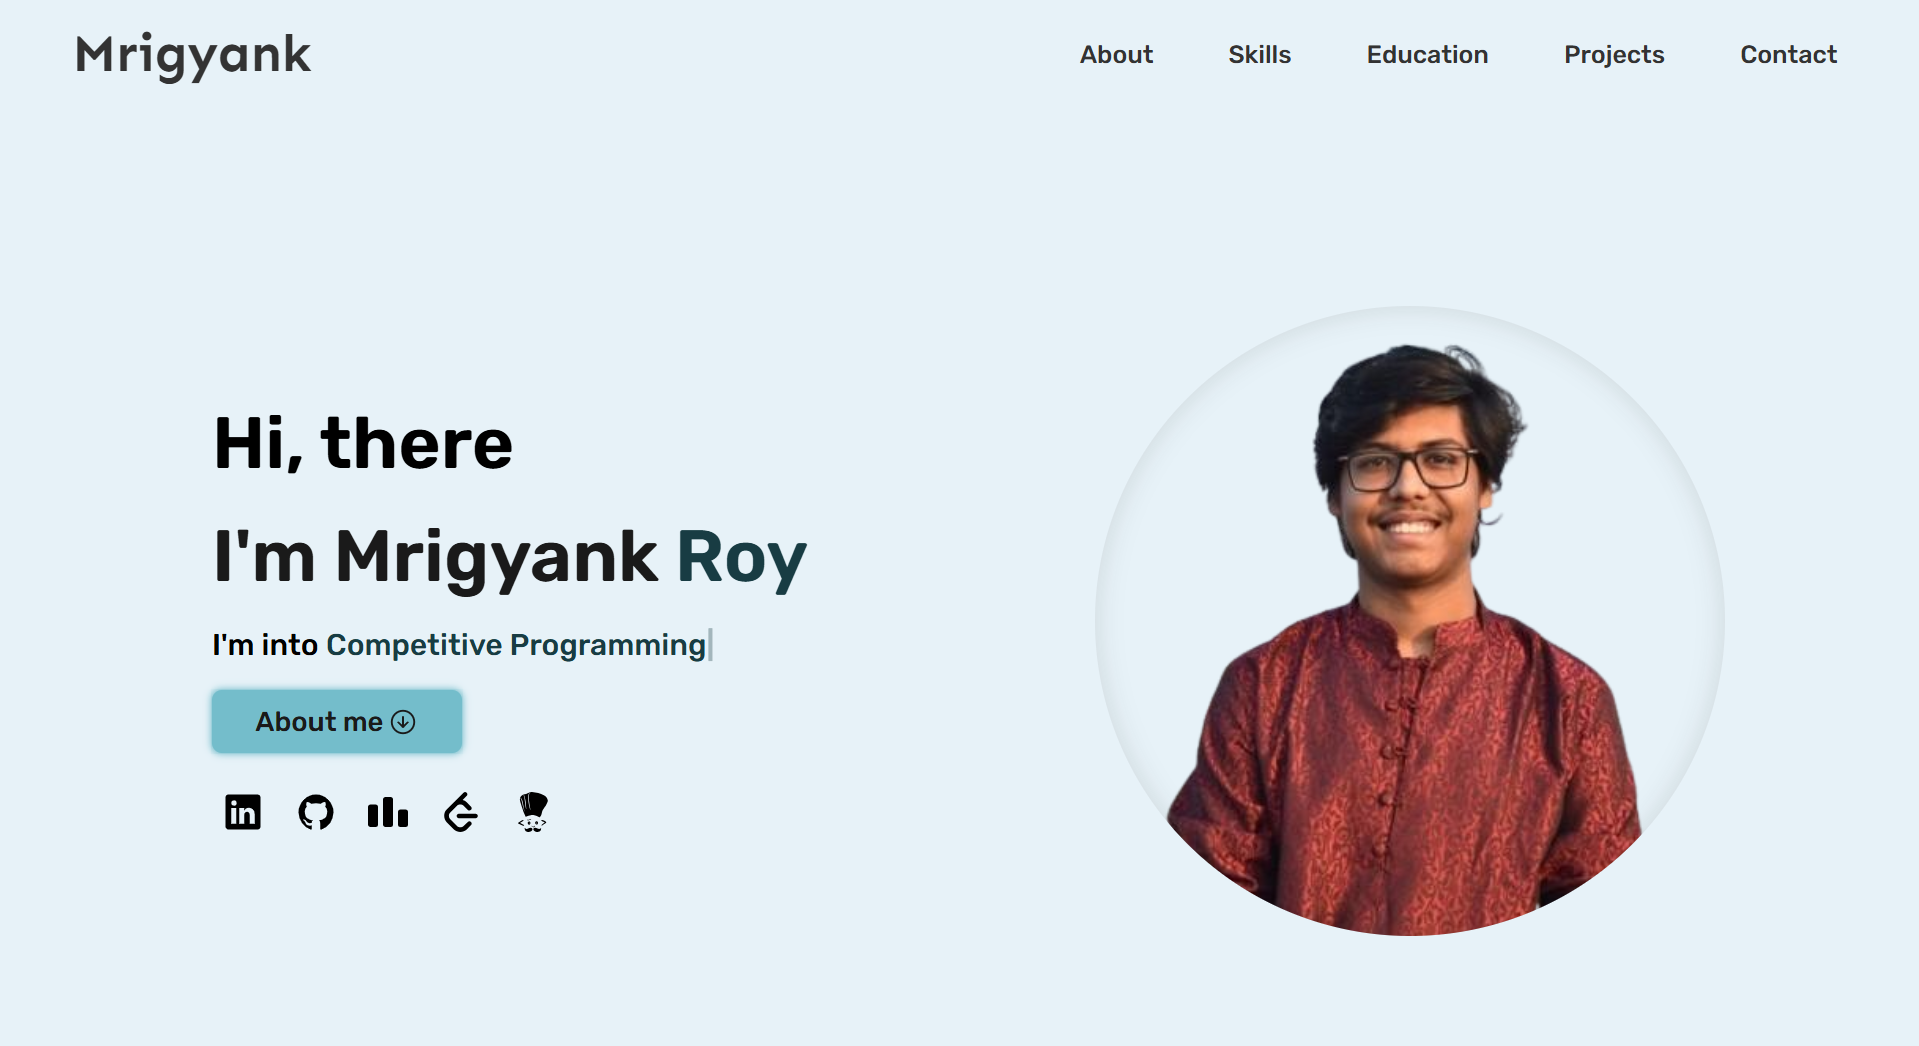 Mrigyank
About Skills Education Projects Contact
Hi, there
I'm Mrigyank Roy
I'm into Competitive Programming
About me
in